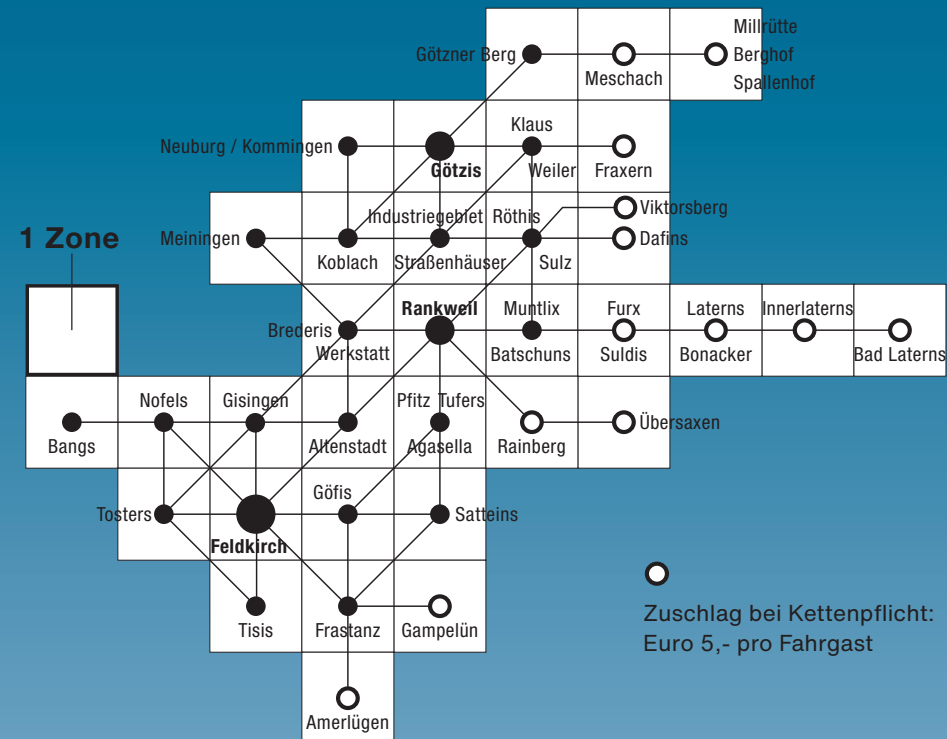 Millrütte
Götzner Berg
Berghof
Meschach
Spallenhof
Klaus
Neuburg / Kommingen
Götzis
Weiler
Fraxern
Industriegebiet
Röthis
Viktorsberg
1 Zone
Meiningen
Dafins
Koblach
Straßenhäuser
Sulz
Rankweil
Muntlix
Furx
Laterns
Innerlaterns
Brederis
Werkstatt
Batschuns
Suldis
Bonacker
Bad Laterns
Nofels
Gisingen
Pfitz
Tufers
Übersaxen
Bangs
Altenstadt
Agasella
Rainberg
Göfis
Tosters
Satteins
Feldkirch
Tisis
Frastanz
Gampelün
Zuschlag bei Kettenpflicht:
Euro 5,- pro Fahrgast
Amerlügen